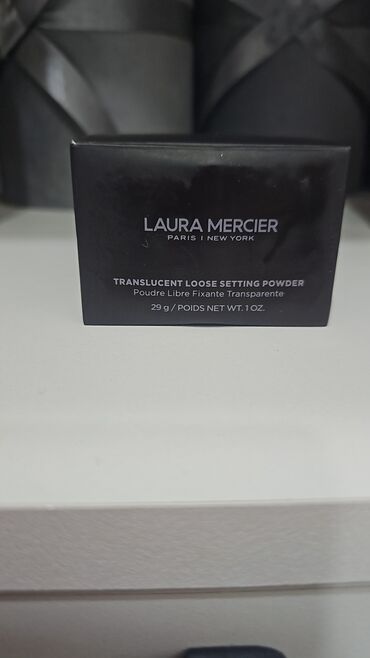 LAURA MERCIER
PARIS | NEW YORK
TRANSLUCENT LOOSE SETTING POWDER
Poudre Libre Fixante Transparente
29 g / POIDS NET WT. 1 OZ.